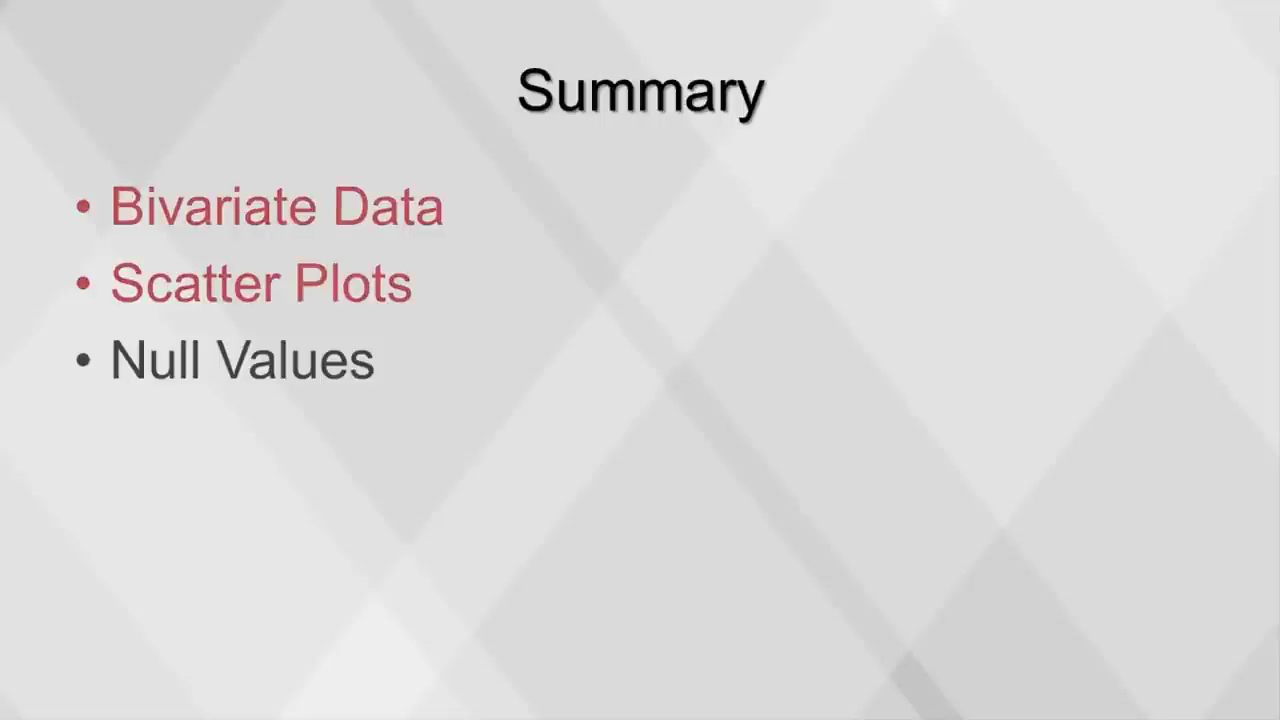 Summary
• Bivariate Data
• Scatter Plots
• Null Values